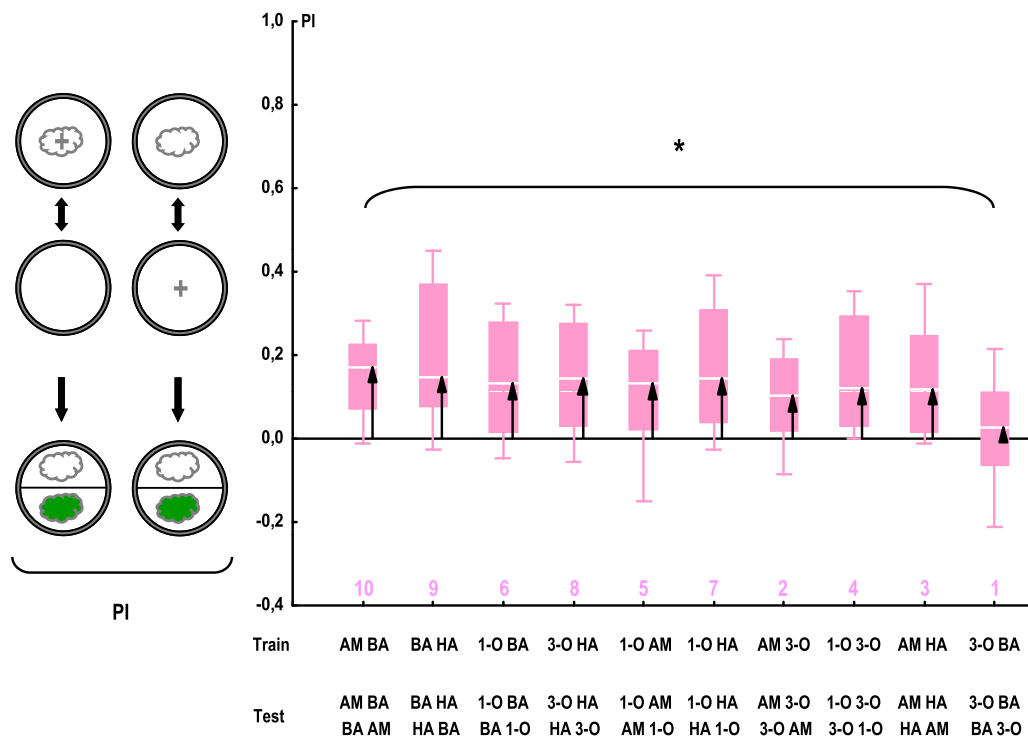 1,0 PI
0,8
*
0,6
0,4
0,2
0,0
-0,2
10 9 6 8 5 7 2 4 3 1
-0,4
PI
Train AM BA BA HA 1-O BA 3-O HA 1-O AM 1-O HA AM 3-O 1-O 3-O AM HA 3-O BA
AM BA BA HA 1-O BA 3-O HA 1-O AM 1-O HA AM 3-O 1-O 3-O AM HA 3-O BA
Test
BA AM HA BA BA 1-O HA 3-O AM 1-O HA 1-O 3-O AM 3-O 1-O HA AM BA 3-O